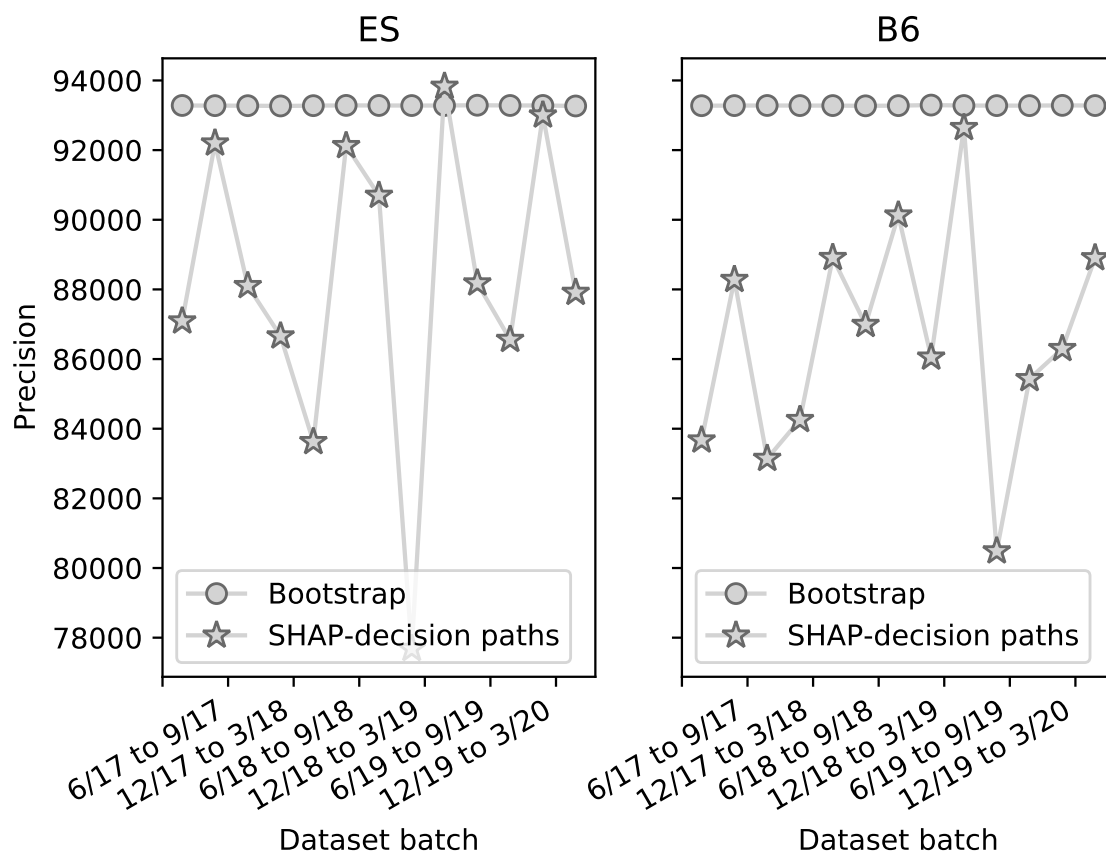 ES
B6
Precision
94000
92000
90000
88000
86000
84000
82000
80000
78000
Bootstrap
SHAP-decision paths
Bootstrap
SHAP-decision paths
6/17 to 9/17
12/17 to 3/18
6/18 to 9/18
12/18 to 3/19
6/19 to 9/19
12/19 to 3/20
6/17 to 9/17
12/17 to 3/18
6/18 to 9/18
12/18 to 3/19
6/19 to 9/19
12/19 to 3/20
Dataset batch
Dataset batch